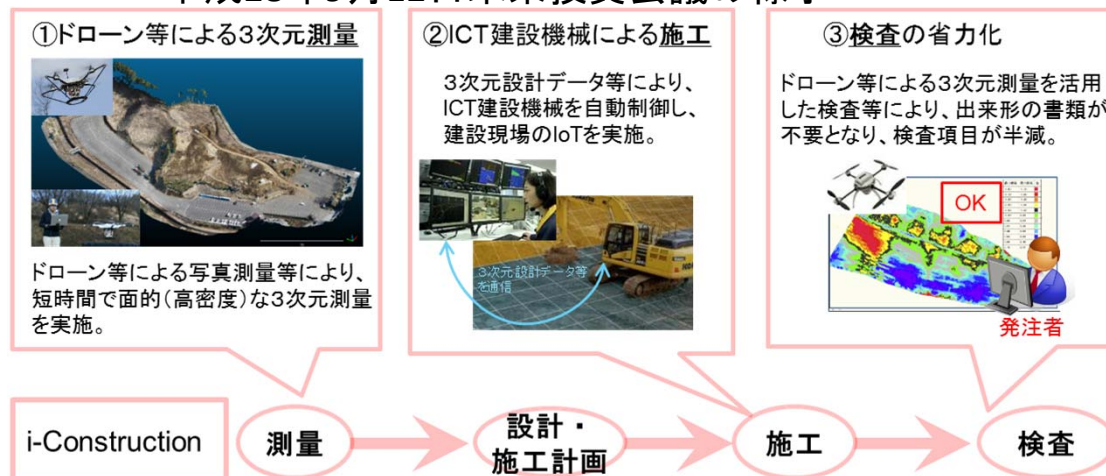 ①ドローン等による3次元測量
ドローン等による写真測量等により、
短時間で面的(高密度)な3次元測量
を実施。
②ICT建設機械による施工
3次元設計データ等により、
ICT建設機械を自動制御し、
建設現場のIoTを実施。
3次元設計データ等
を通信
③検査の省力化
ドローン等による3次元測量を活用
した検査等により、出来形の書類が
不要となり、検査項目が半減。
OK
発注者
i-Construction
測量
設計・
施工計画
施工
検査